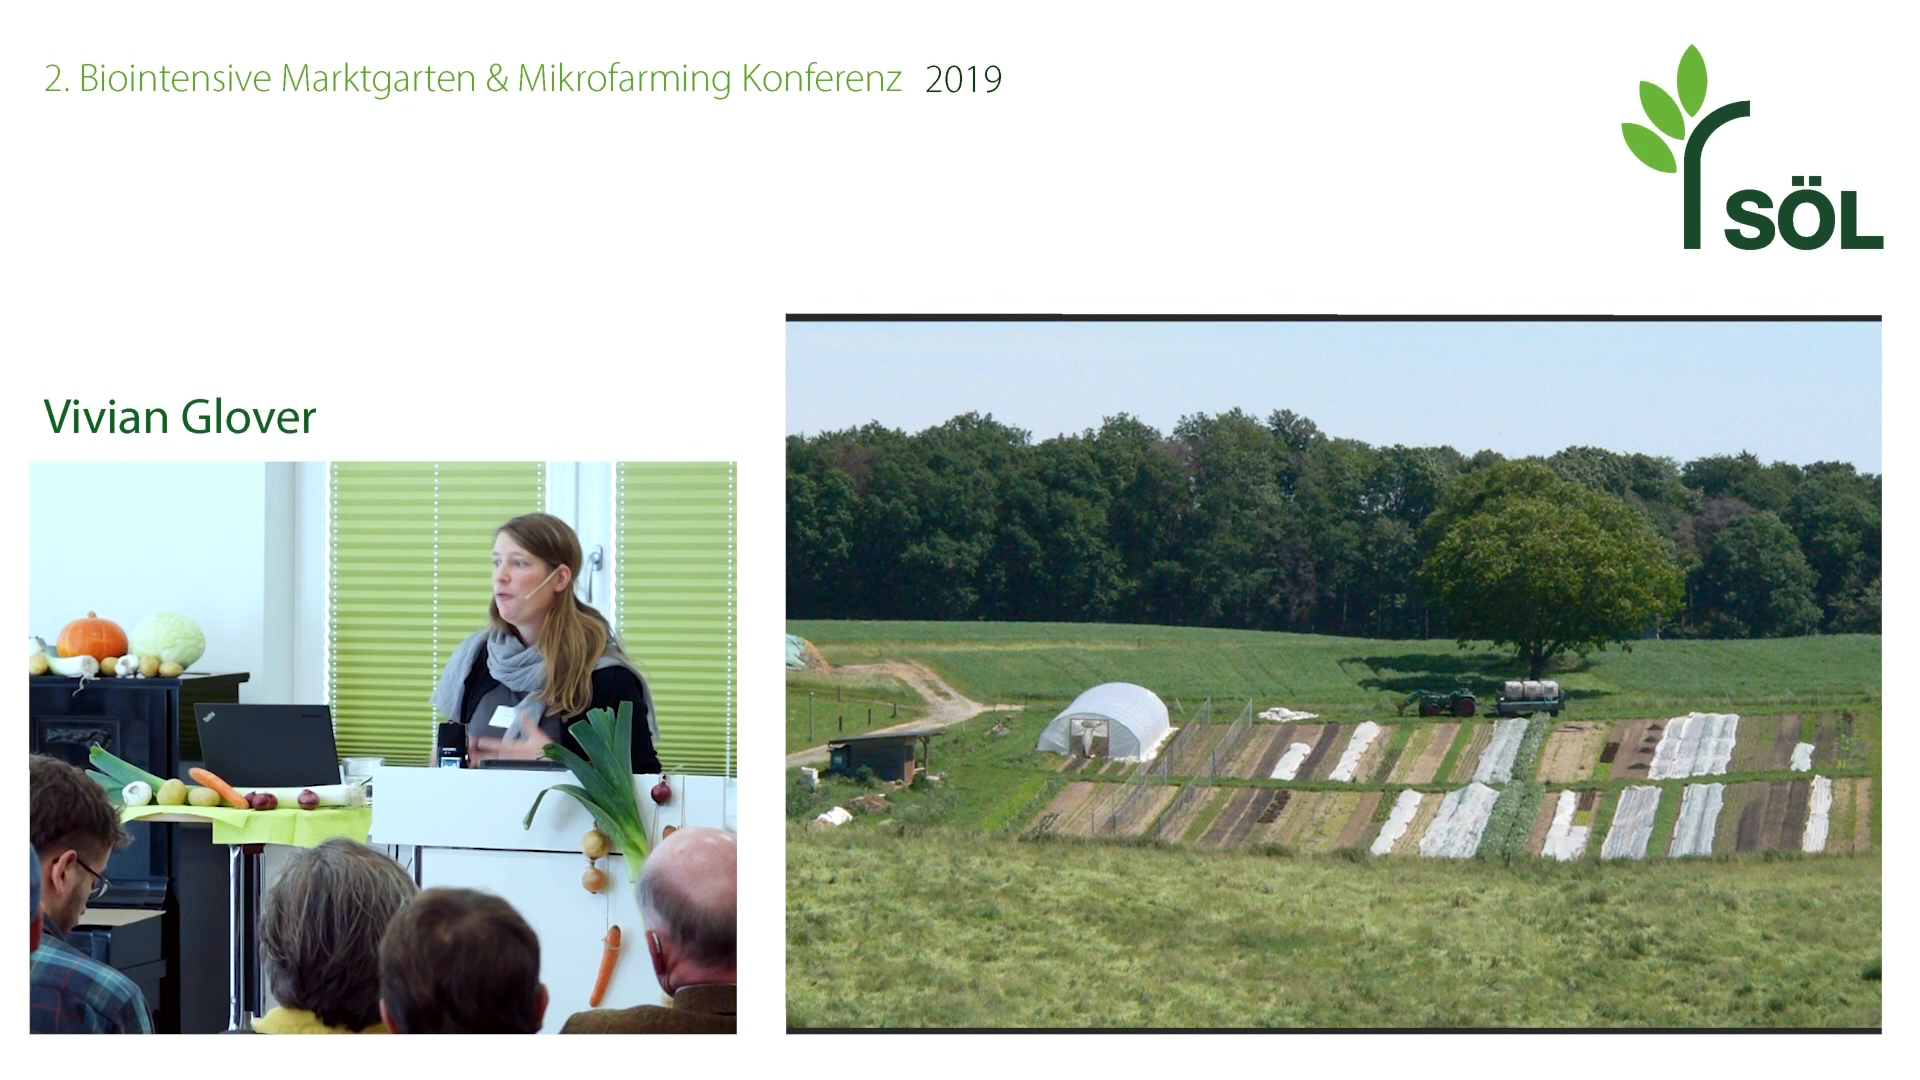 2. Biointensive Marktgarten & Mikrofarming Konferenz 2019
SÖL
Vivian Glover